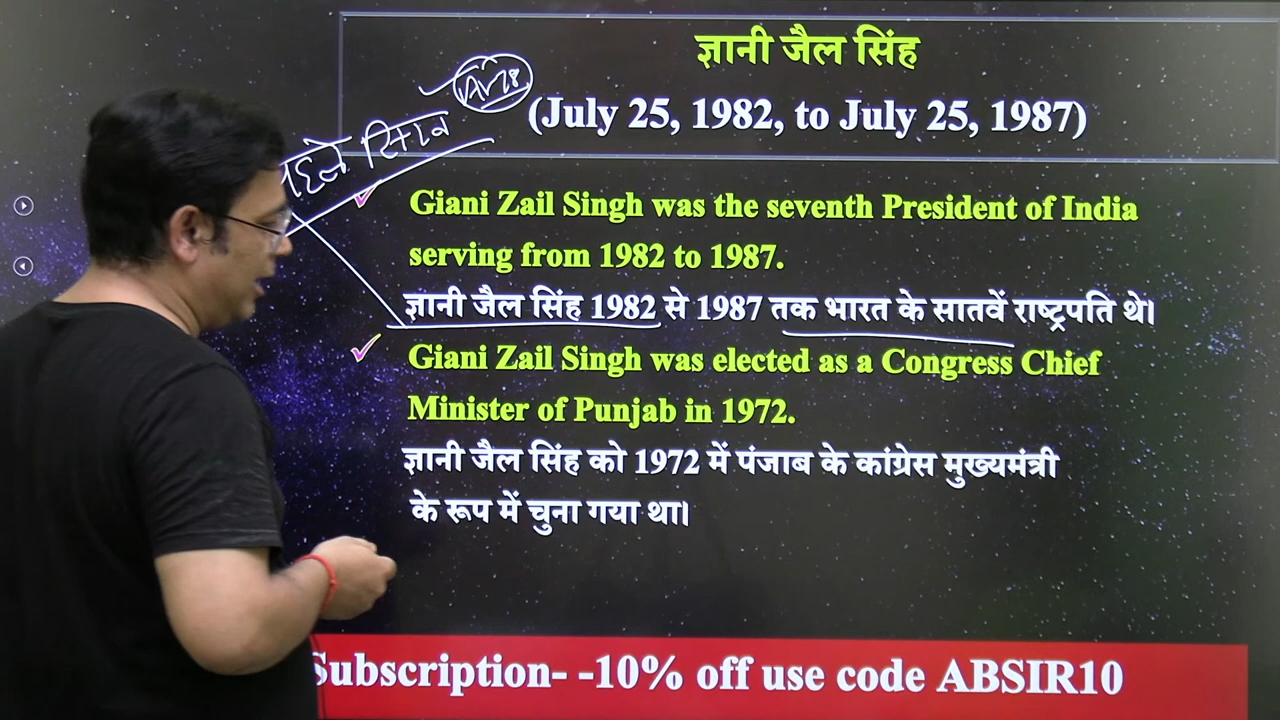 ज्ञानी जैल सिंह
(July 25, 1982, to July 25, 1987)
Giani Zail Singh was the seventh President of India
serving from 1982 to 1987.
ज्ञानी जैल सिंह 1982 से 1987 तक भारत के सातवें राष्ट्रपति थे।
Giani Zail Singh was elected as a Congress Chief
Minister of Punjab in 1972.
ज्ञानी जैल सिंह को 1972 में पंजाब के कांग्रेस मुख्यमंत्री
के रूप में चुना गया था।
Subscription- -10% off use code ABSIR10